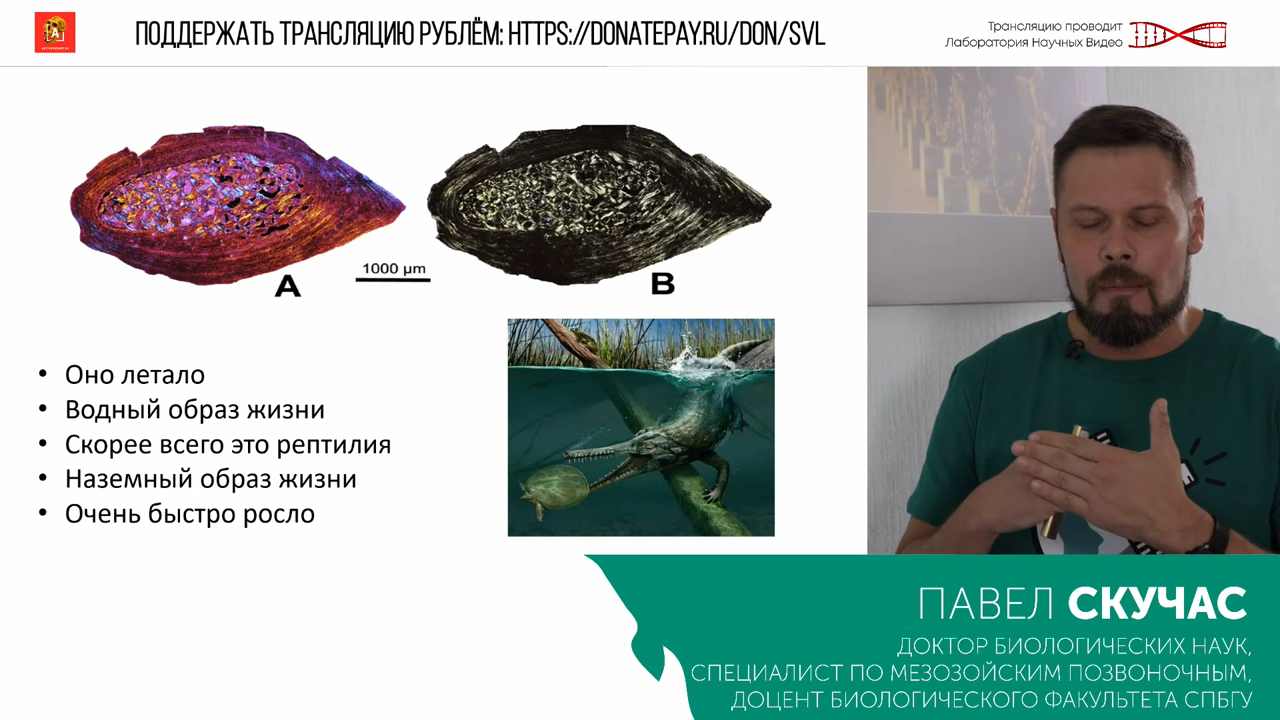 ПОДДЕРЖАТЬ ТРАНСЛЯЦИЮ РУБЛЁМ: HTTPS://DONATEPAY.RU/DON/SVL
Трансляцию проводит
Лаборатория Научных Видео
1000 µm
A
B
• Оно летало
• Водный образ жизни
• Скорее всего это рептилия
• Наземный образ жизни
• Очень быстро росло
ПАВЕЛ СКУЧАС
ДОКТОР БИОЛОГИЧЕСКИХ НАУК,
СПЕЦИАЛИСТ ПО МЕЗОЗОЙСКИМ ПОЗВОНОЧНЫМ,
ДОЦЕНТ БИОЛОГИЧЕСКОГО ФАКУЛЬТЕТА СПБГУ